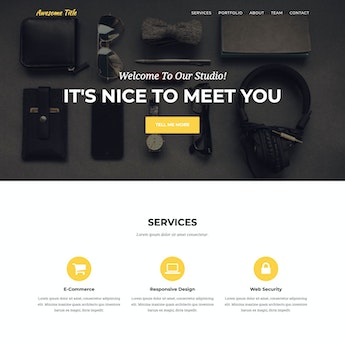 Awesome Title
SERVICES PORTFOLIO ABOUT TEAM CONTACT
Welcome To Our Studio!
IT'S NICE TO MEET YOU
TELL ME MORE
SERVICES
Lorem ipsum dolor sit amet consectetur.
E-Commerce
Responsive Design
Web Security
Lorem ipsum dolor sit amet, consectetur adipisicing
elit. Minima maxime quam architecto quo inventore
harum ex magni, dicta impedit.
Lorem ipsum dolor sit amet, consectetur adipisicing
elit. Minima maxime quam architecto quo inventore
harum ex magni, dicta impedit.
Lorem ipsum dolor sit amet, consectetur adipisicing
elit. Minima maxime quam architecto quo inventore
harum ex magni, dicta impedit.